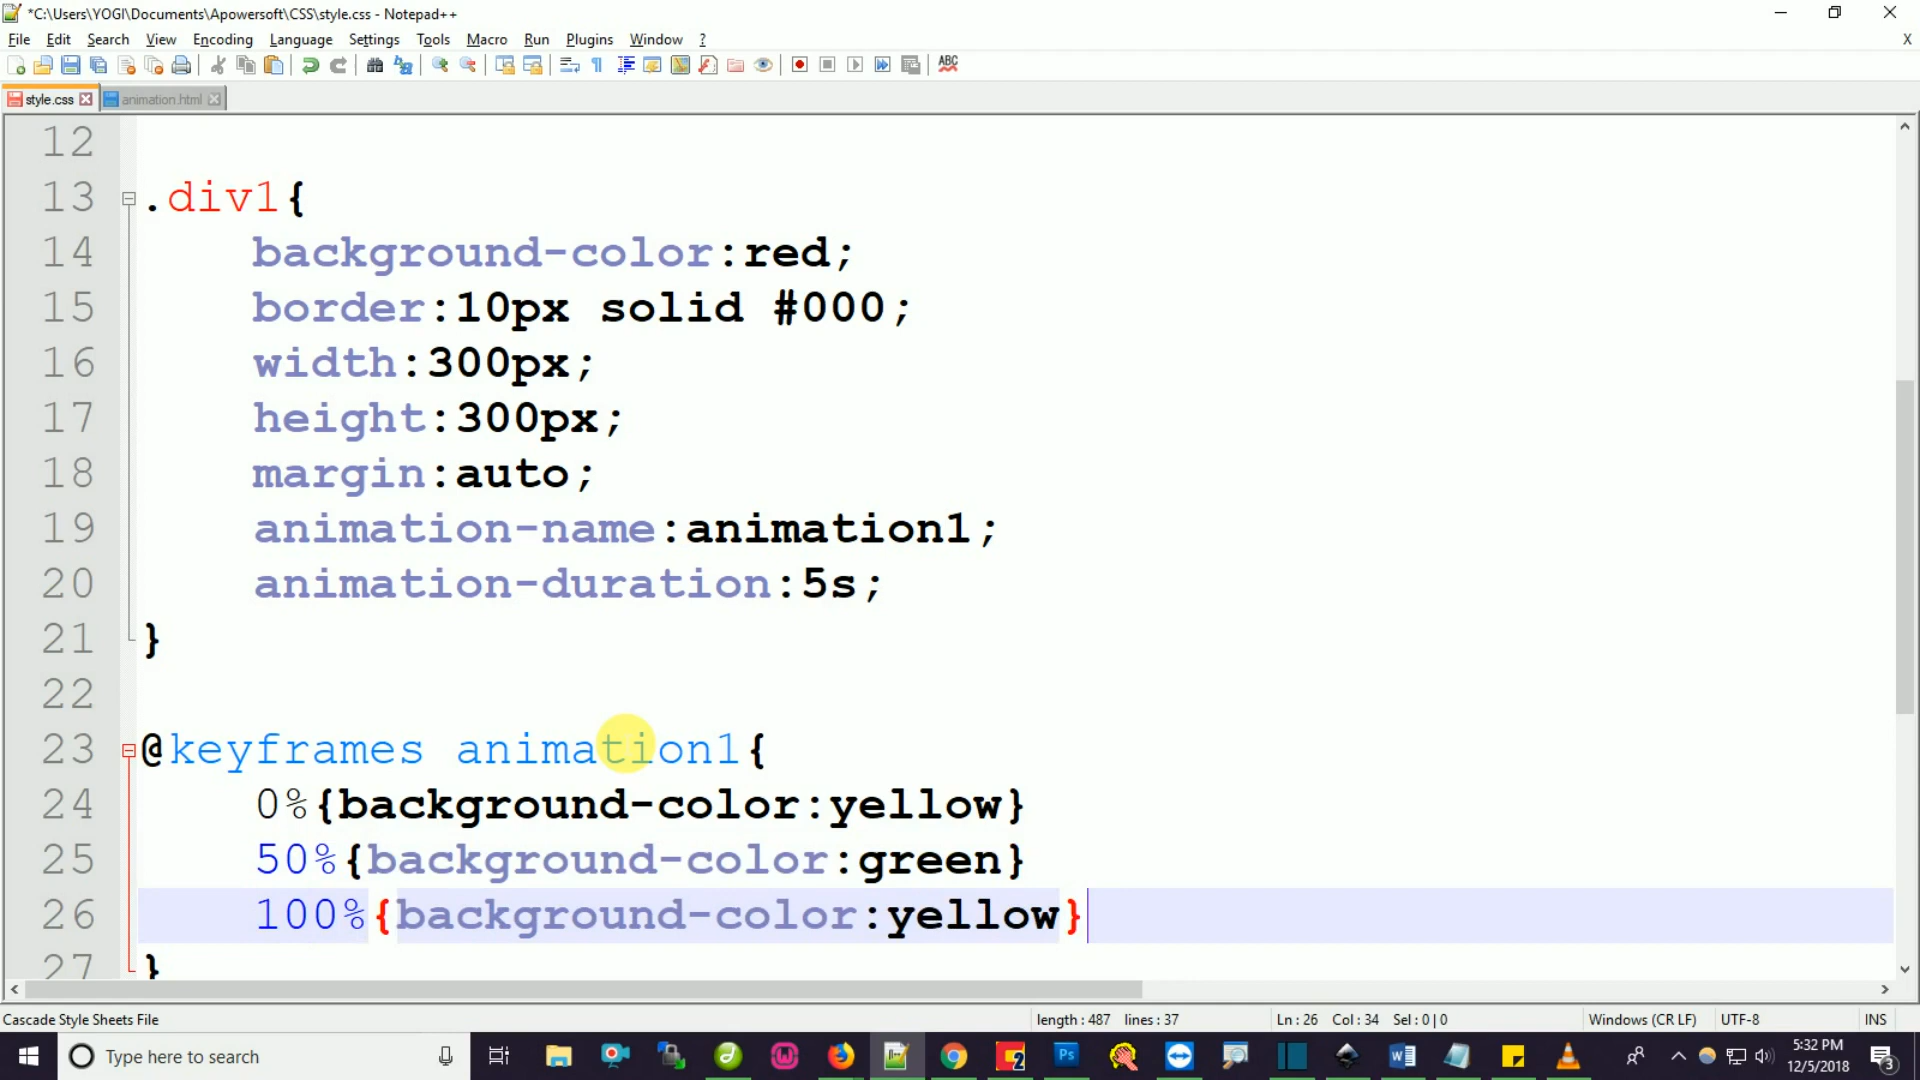 *C:\Users\YOGI\Documents\Apowersoft\CSS\style.css - Notepad++
File Edit Search View Encoding Language Settings Tools Macro Run Plugins Window ? X
ABC
style.css animation.html
12
13 .div1{
14 background-color:red;
15 border:10px solid #000;
16 width:300px;
17 height:300px;
18 margin:auto;
19 animation-name:animation1;
20 animation-duration:5s;
21 }
22
23 @keyframes animation1{
24 0%{background-color:yellow}
25 50%{background-color:green}
26 100%{background-color:yellow}
27 }
Cascade Style Sheets File length : 487 lines : 37 Ln : 26 Col : 34 Sel : 0 | 0 Windows (CR LF) UTF-8 INS
Type here to search 2 Ps 5:32 PM
12/5/2018 3